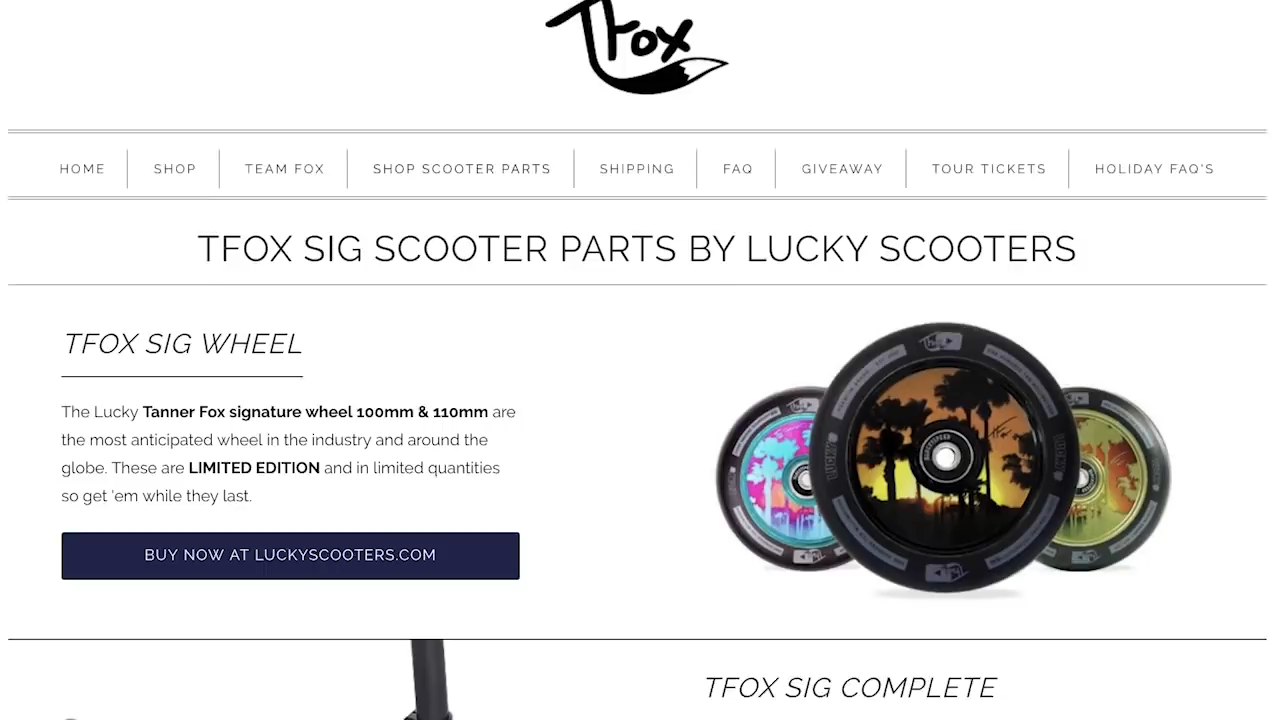 TFox
HOME SHOP TEAM FOX SHOP SCOOTER PARTS SHIPPING FAQ GIVEAWAY TOUR TICKETS HOLIDAY FAQ'S
TFOX SIG SCOOTER PARTS BY LUCKY SCOOTERS
TFOX SIG WHEEL
The Lucky Tanner Fox signature wheel 100mm & 110mm are
the most anticipated wheel in the industry and around the
globe. These are LIMITED EDITION and in limited quantities
so get 'em while they last.
BUY NOW AT LUCKYSCOOTERS.COM
LUCKY
LUCKY
TFOX SIG COMPLETE